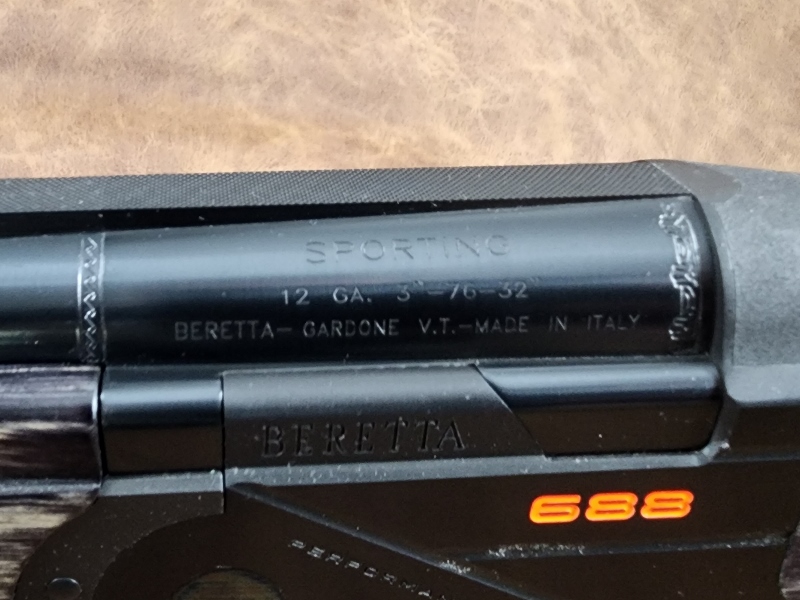 SPORTING
12 GA. 3"-76-32"
BERETTA- GARDONE V.T.-MADE IN ITALY
BERETTA
688